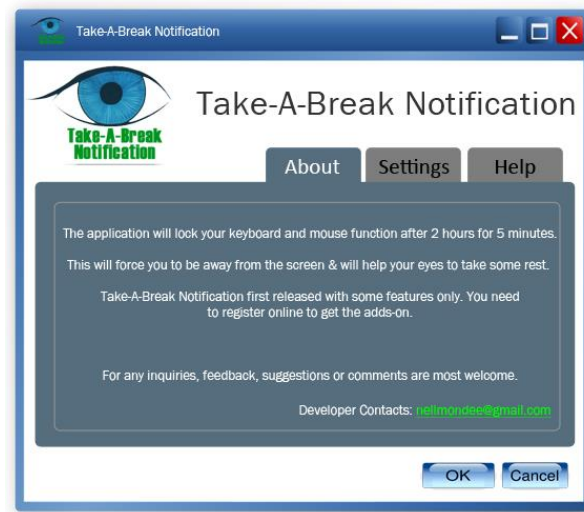 Take-A-Break Notification
Take-A-Break
Notification
Take-A-Break Notification
About
Settings
Help
The application will lock your keyboard and mouse function after 2 hours for 5 minutes.
This will force you to be away from the screen & will help your eyes to take some rest.
Take-A-Break Notification first released with some features only. You need
to register online to get the adds-on.
For any inquiries, feedback, suggestions or comments are most welcome.
Developer Contacts: nellmondee@gmail.com
OK
Cancel